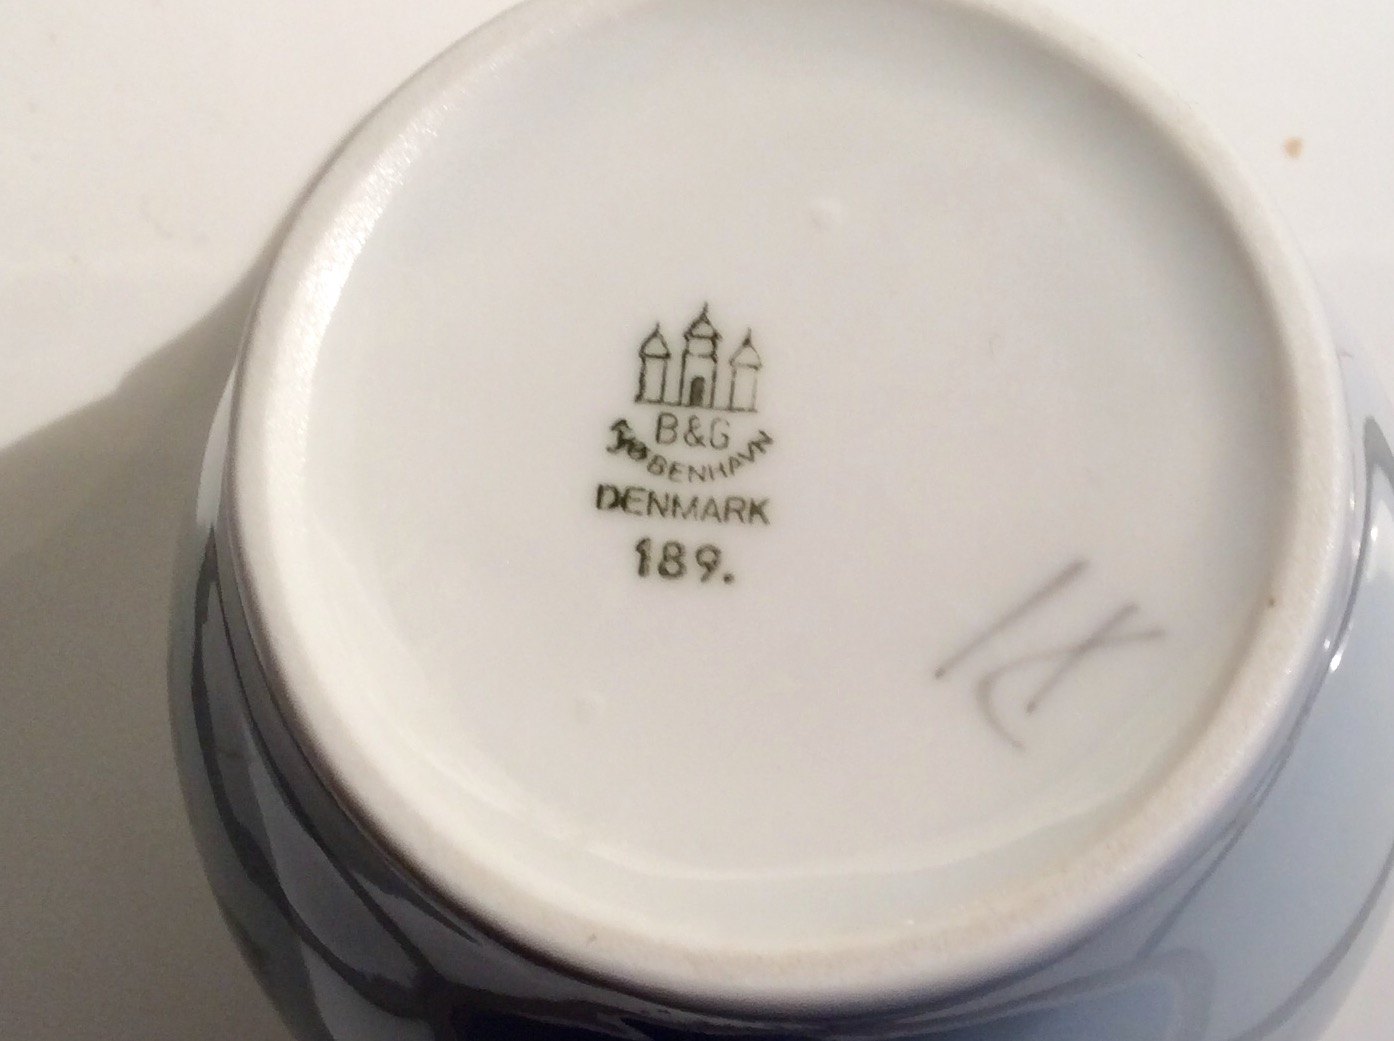 B&G
KJØBENHAVN
DENMARK
189.